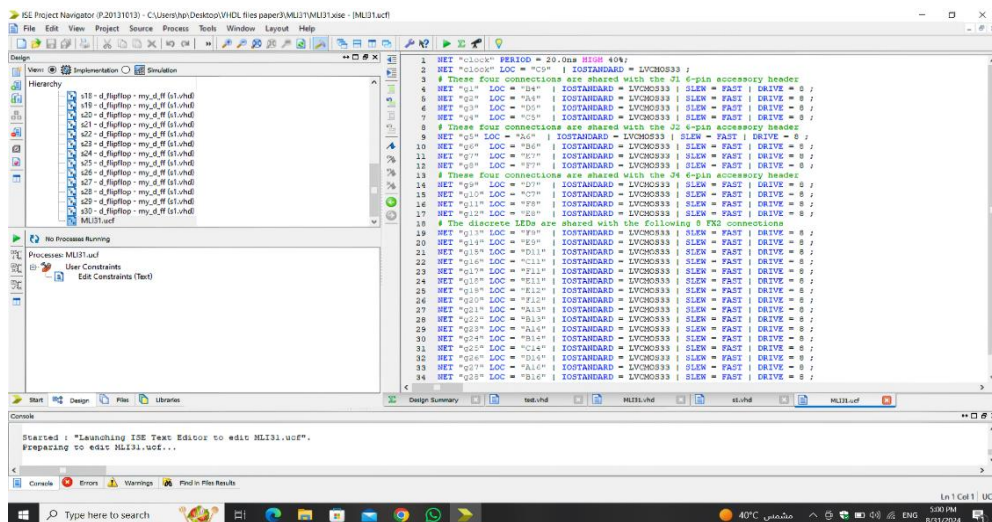 ISE Project Navigator (P.20131013) - C:\Users\hp\Desktop\VHDL files paper3\MLI31\MLI31.xise - [MLI31.ucf]
File Edit View Project Source Process Tools Window Layout Help
Design
View: Implementation Simulation
Hierarchy
s18 - d_flipflop - my_d_ff (s1.vhd)
s19 - d_flipflop - my_d_ff (s1.vhd)
s20 - d_flipflop - my_d_ff (s1.vhd)
s21 - d_flipflop - my_d_ff (s1.vhd)
s22 - d_flipflop - my_d_ff (s1.vhd)
s23 - d_flipflop - my_d_ff (s1.vhd)
s24 - d_flipflop - my_d_ff (s1.vhd)
s25 - d_flipflop - my_d_ff (s1.vhd)
s26 - d_flipflop - my_d_ff (s1.vhd)
s27 - d_flipflop - my_d_ff (s1.vhd)
s28 - d_flipflop - my_d_ff (s1.vhd)
s29 - d_flipflop - my_d_ff (s1.vhd)
s30 - d_flipflop - my_d_ff (s1.vhd)
MLI31.ucf
No Processes Running
Processes: MLI31.ucf
User Constraints
Edit Constraints (Text)
Start Design Files Libraries
1 NET "clock" PERIOD = 20.0ns HIGH 40%;
2 NET "clock" LOC = "C9" | IOSTANDARD = LVCMOS33 ;
3 # These four connections are shared with the J1 6-pin accessory header
4 NET "g1" LOC = "B4" | IOSTANDARD = LVCMOS33 | SLEW = FAST | DRIVE = 8 ;
5 NET "g2" LOC = "A4" | IOSTANDARD = LVCMOS33 | SLEW = FAST | DRIVE = 8 ;
6 NET "g3" LOC = "D5" | IOSTANDARD = LVCMOS33 | SLEW = FAST | DRIVE = 8 ;
7 NET "g4" LOC = "C5" | IOSTANDARD = LVCMOS33 | SLEW = FAST | DRIVE = 8 ;
8 # These four connections are shared with the J2 6-pin accessory header
9 NET "g5" LOC = "A6" | IOSTANDARD = LVCMOS33 | SLEW = FAST | DRIVE = 8 ;
10 NET "g6" LOC = "B6" | IOSTANDARD = LVCMOS33 | SLEW = FAST | DRIVE = 8 ;
11 NET "g7" LOC = "E7" | IOSTANDARD = LVCMOS33 | SLEW = FAST | DRIVE = 8 ;
12 NET "g8" LOC = "F7" | IOSTANDARD = LVCMOS33 | SLEW = FAST | DRIVE = 8 ;
13 # These four connections are shared with the J4 6-pin accessory header
14 NET "g9" LOC = "D7" | IOSTANDARD = LVCMOS33 | SLEW = FAST | DRIVE = 8 ;
15 NET "g10" LOC = "C7" | IOSTANDARD = LVCMOS33 | SLEW = FAST | DRIVE = 8 ;
16 NET "g11" LOC = "F8" | IOSTANDARD = LVCMOS33 | SLEW = FAST | DRIVE = 8 ;
17 NET "g12" LOC = "E8" | IOSTANDARD = LVCMOS33 | SLEW = FAST | DRIVE = 8 ;
18 # The discrete LEDs are shared with the following 8 FX2 connections
19 NET "g13" LOC = "F9" | IOSTANDARD = LVCMOS33 | SLEW = FAST | DRIVE = 8 ;
20 NET "g14" LOC = "E9" | IOSTANDARD = LVCMOS33 | SLEW = FAST | DRIVE = 8 ;
21 NET "g15" LOC = "D11" | IOSTANDARD = LVCMOS33 | SLEW = FAST | DRIVE = 8 ;
22 NET "g16" LOC = "C11" | IOSTANDARD = LVCMOS33 | SLEW = FAST | DRIVE = 8 ;
23 NET "g17" LOC = "F11" | IOSTANDARD = LVCMOS33 | SLEW = FAST | DRIVE = 8 ;
24 NET "g18" LOC = "E11" | IOSTANDARD = LVCMOS33 | SLEW = FAST | DRIVE = 8 ;
25 NET "g19" LOC = "E12" | IOSTANDARD = LVCMOS33 | SLEW = FAST | DRIVE = 8 ;
26 NET "g20" LOC = "F12" | IOSTANDARD = LVCMOS33 | SLEW = FAST | DRIVE = 8 ;
27 NET "g21" LOC = "A13" | IOSTANDARD = LVCMOS33 | SLEW = FAST | DRIVE = 8 ;
28 NET "g22" LOC = "B13" | IOSTANDARD = LVCMOS33 | SLEW = FAST | DRIVE = 8 ;
29 NET "g23" LOC = "A14" | IOSTANDARD = LVCMOS33 | SLEW = FAST | DRIVE = 8 ;
30 NET "g24" LOC = "B14" | IOSTANDARD = LVCMOS33 | SLEW = FAST | DRIVE = 8 ;
31 NET "g25" LOC = "C14" | IOSTANDARD = LVCMOS33 | SLEW = FAST | DRIVE = 8 ;
32 NET "g26" LOC = "D14" | IOSTANDARD = LVCMOS33 | SLEW = FAST | DRIVE = 8 ;
33 NET "g27" LOC = "A16" | IOSTANDARD = LVCMOS33 | SLEW = FAST | DRIVE = 8 ;
34 NET "g28" LOC = "B16" | IOSTANDARD = LVCMOS33 | SLEW = FAST | DRIVE = 8 ;
Design Summary test.vhd MLI31.vhd s1.vhd MLI31.ucf
Console
Started : "Launching ISE Text Editor to edit MLI31.ucf".
Preparing to edit MLI31.ucf...
Console Errors Warnings Find in Files Results
Ln 1 Col 1 UC
Type here to search
40°C مشمس
ENG
5:00 PM
8/31/2024